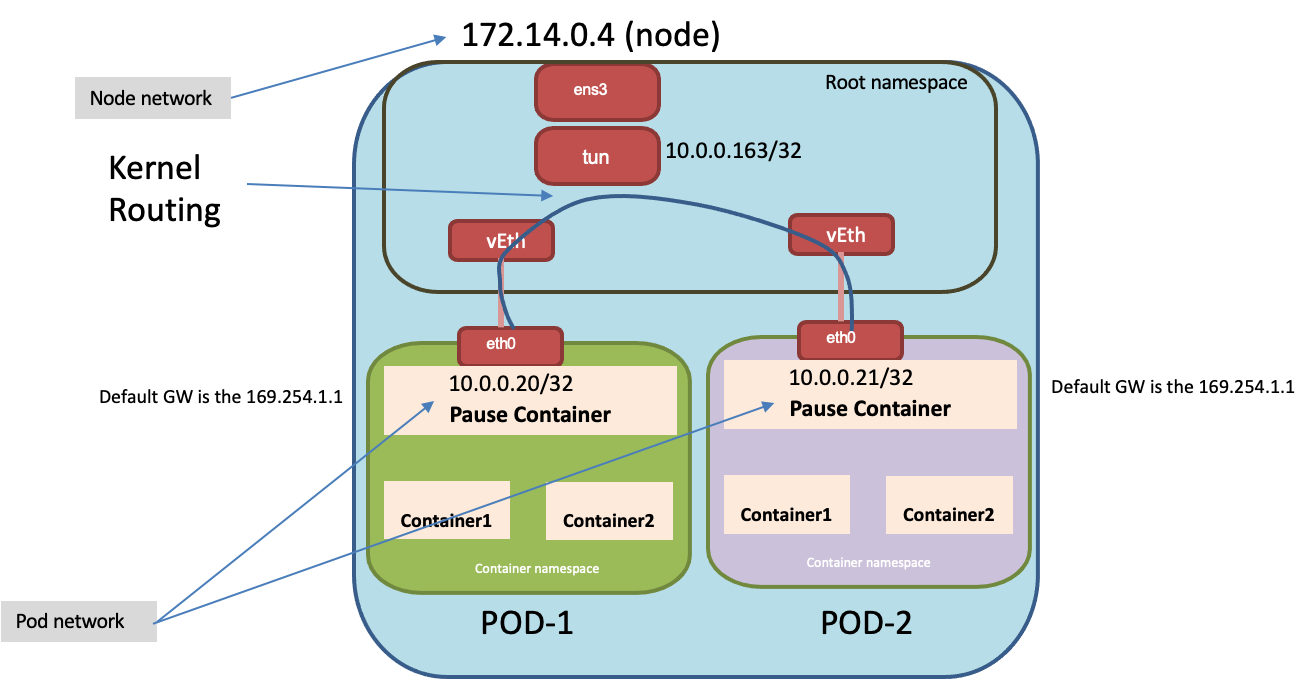 172.14.0.4 (node)
Node network
ens3
Root namespace
tun
10.0.0.163/32
Kernel
Routing
vEth
vEth
eth0
eth0
10.0.0.20/32
Pause Container
10.0.0.21/32
Pause Container
Default GW is the 169.254.1.1
Default GW is the 169.254.1.1
Container1
Container2
Container1
Container2
Container namespace
Container namespace
Pod network
POD-1
POD-2